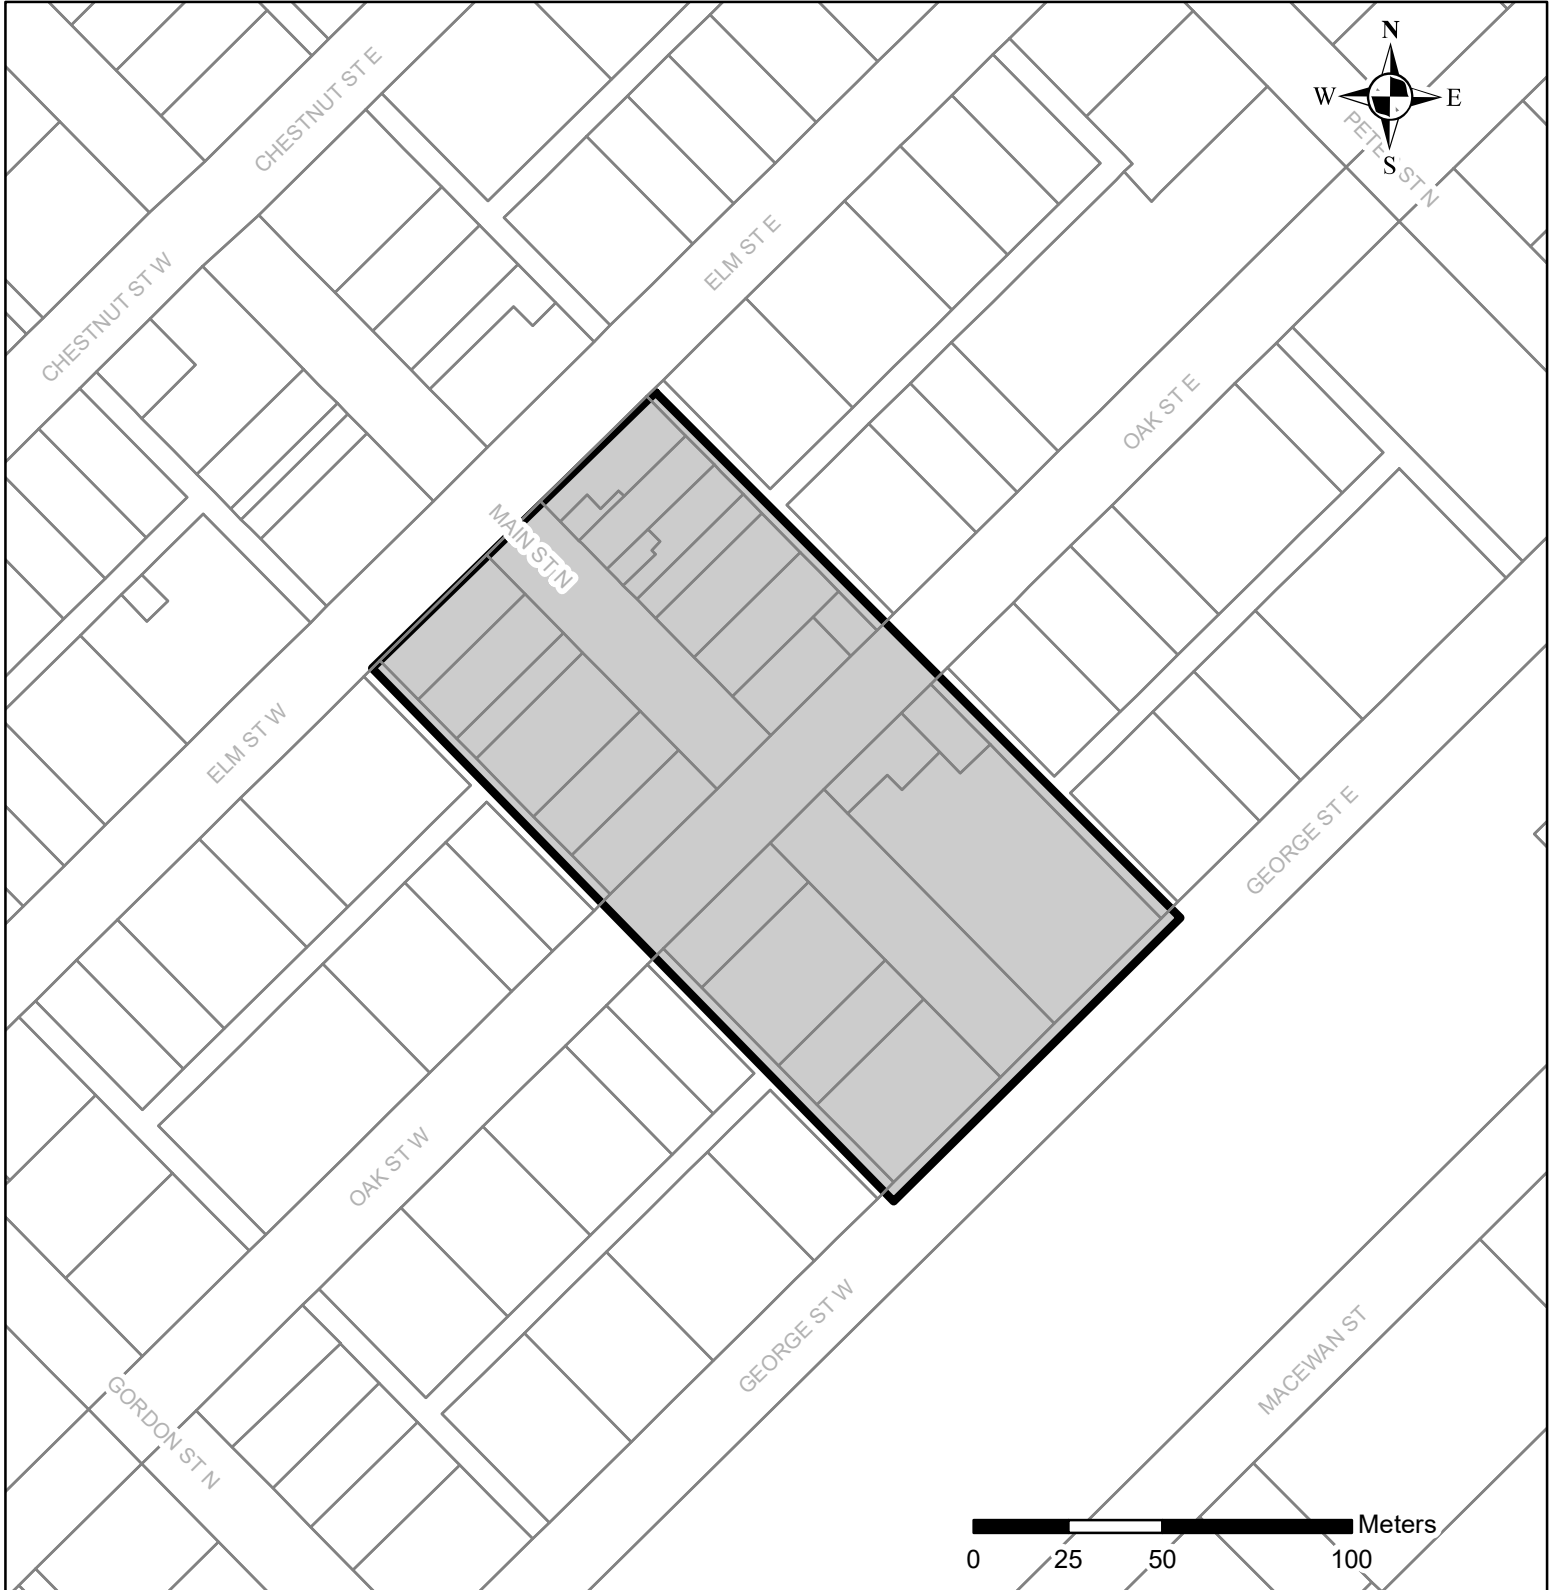 N
CHESTNUT ST E
W
E
PETER ST N
S
ELM ST E
CHESTNUT ST W
OAK ST E
MAIN ST N
ELM ST W
GEORGE ST E
OAK ST W
GEORGE ST W
MACEWAN ST
GORDON ST N
Meters
0 25 50 100